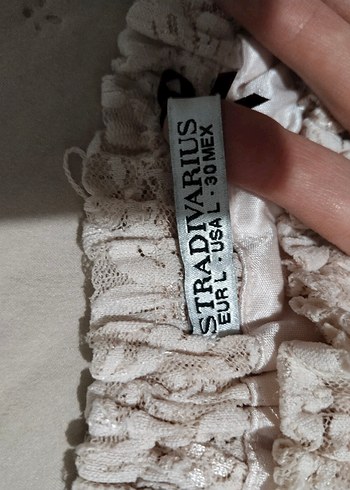 STRADIVARIUS
EUR L · USA L · 30 MEX